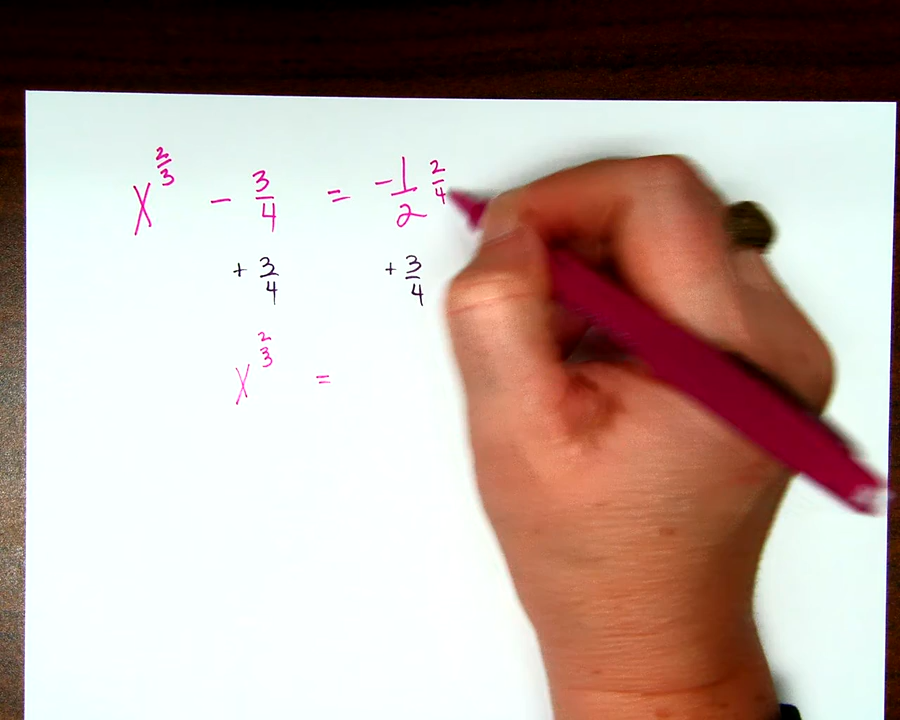 x^(2/3) - 3/4 = -1/2 2/4
+ 3/4 + 3/4
x^(2/3) =